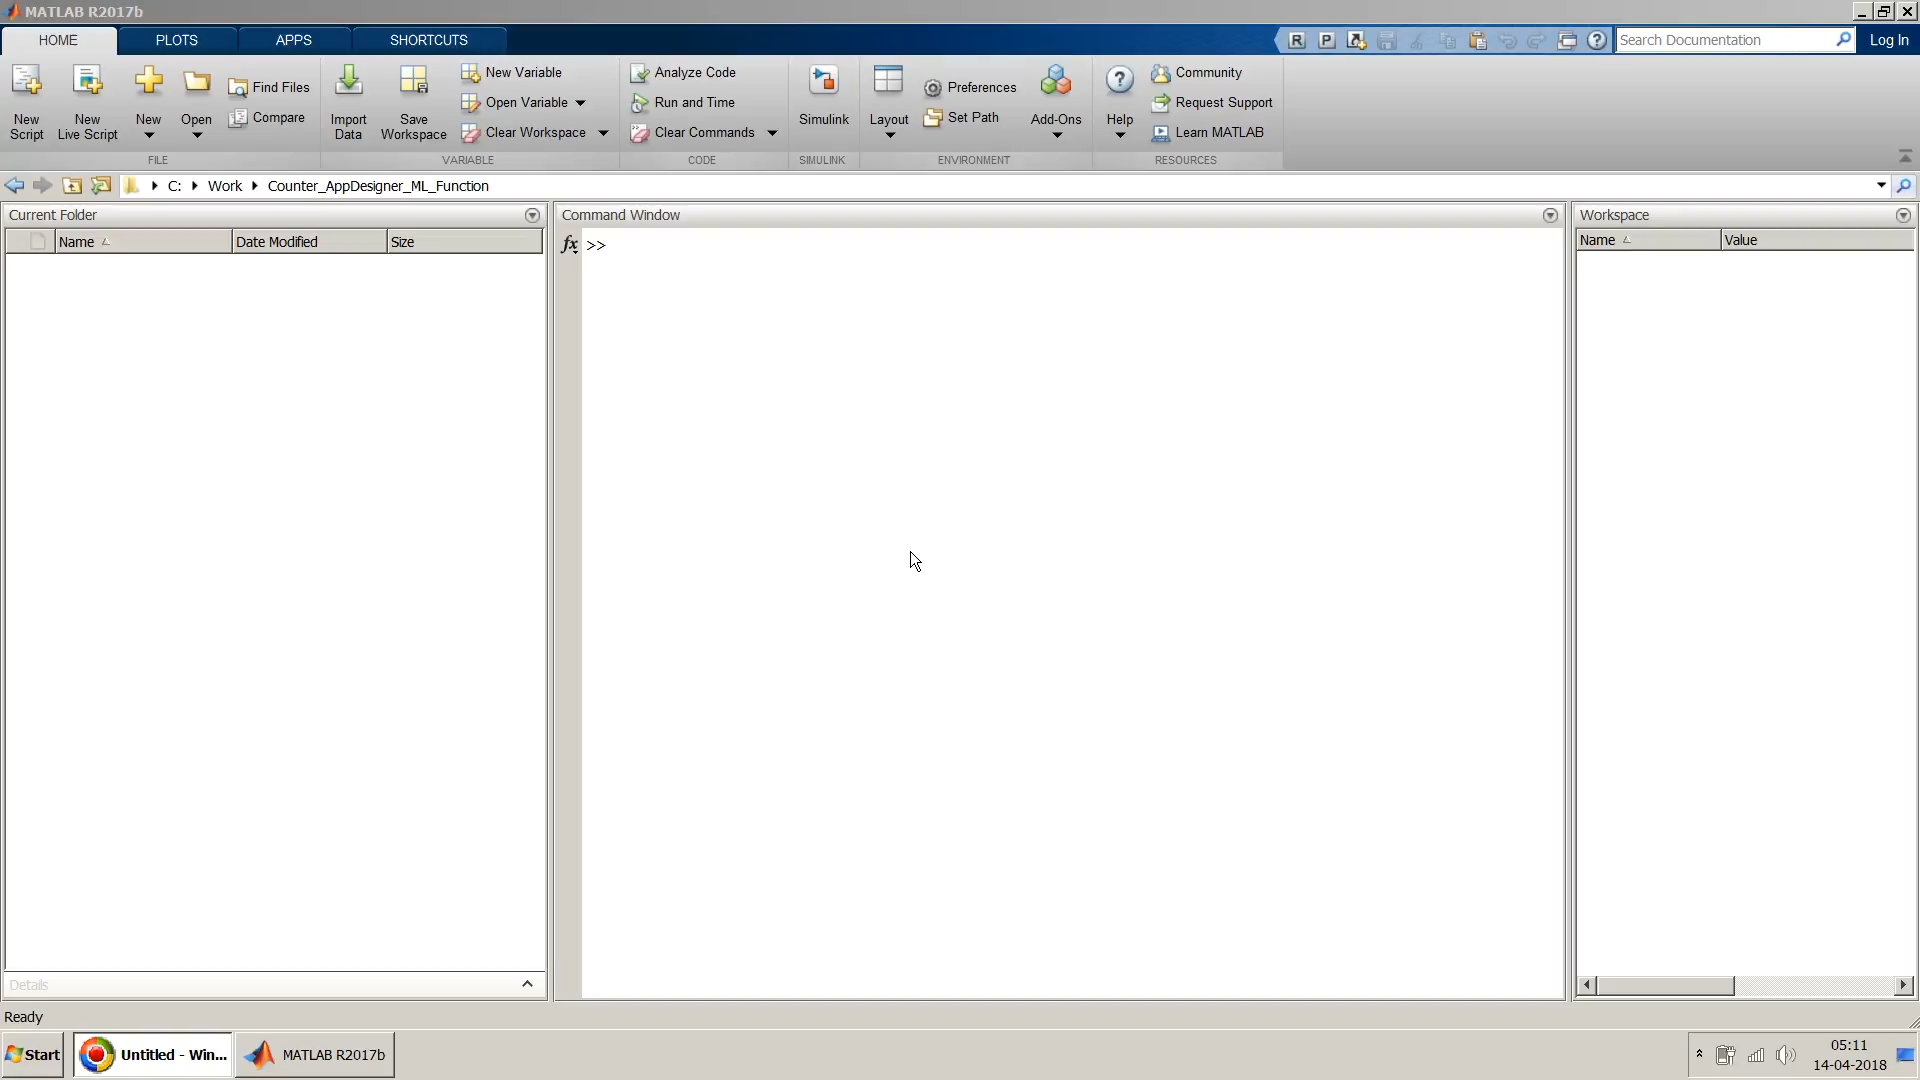 MATLAB R2017b
HOME PLOTS APPS SHORTCUTS
Search Documentation
Log In
New Script
New Live Script
New
Open
Find Files
Compare
FILE
Import Data
Save Workspace
New Variable
Open Variable
Clear Workspace
VARIABLE
Analyze Code
Run and Time
Clear Commands
CODE
Simulink
SIMULINK
Layout
Preferences
Set Path
Add-Ons
ENVIRONMENT
Help
Community
Request Support
Learn MATLAB
RESOURCES
C: Work Counter_AppDesigner_ML_Function
Current Folder
Name Date Modified Size
Details
Command Window
fx >>
Workspace
Name Value
Ready
Start
Untitled - Win...
MATLAB R2017b
05:11
14-04-2018